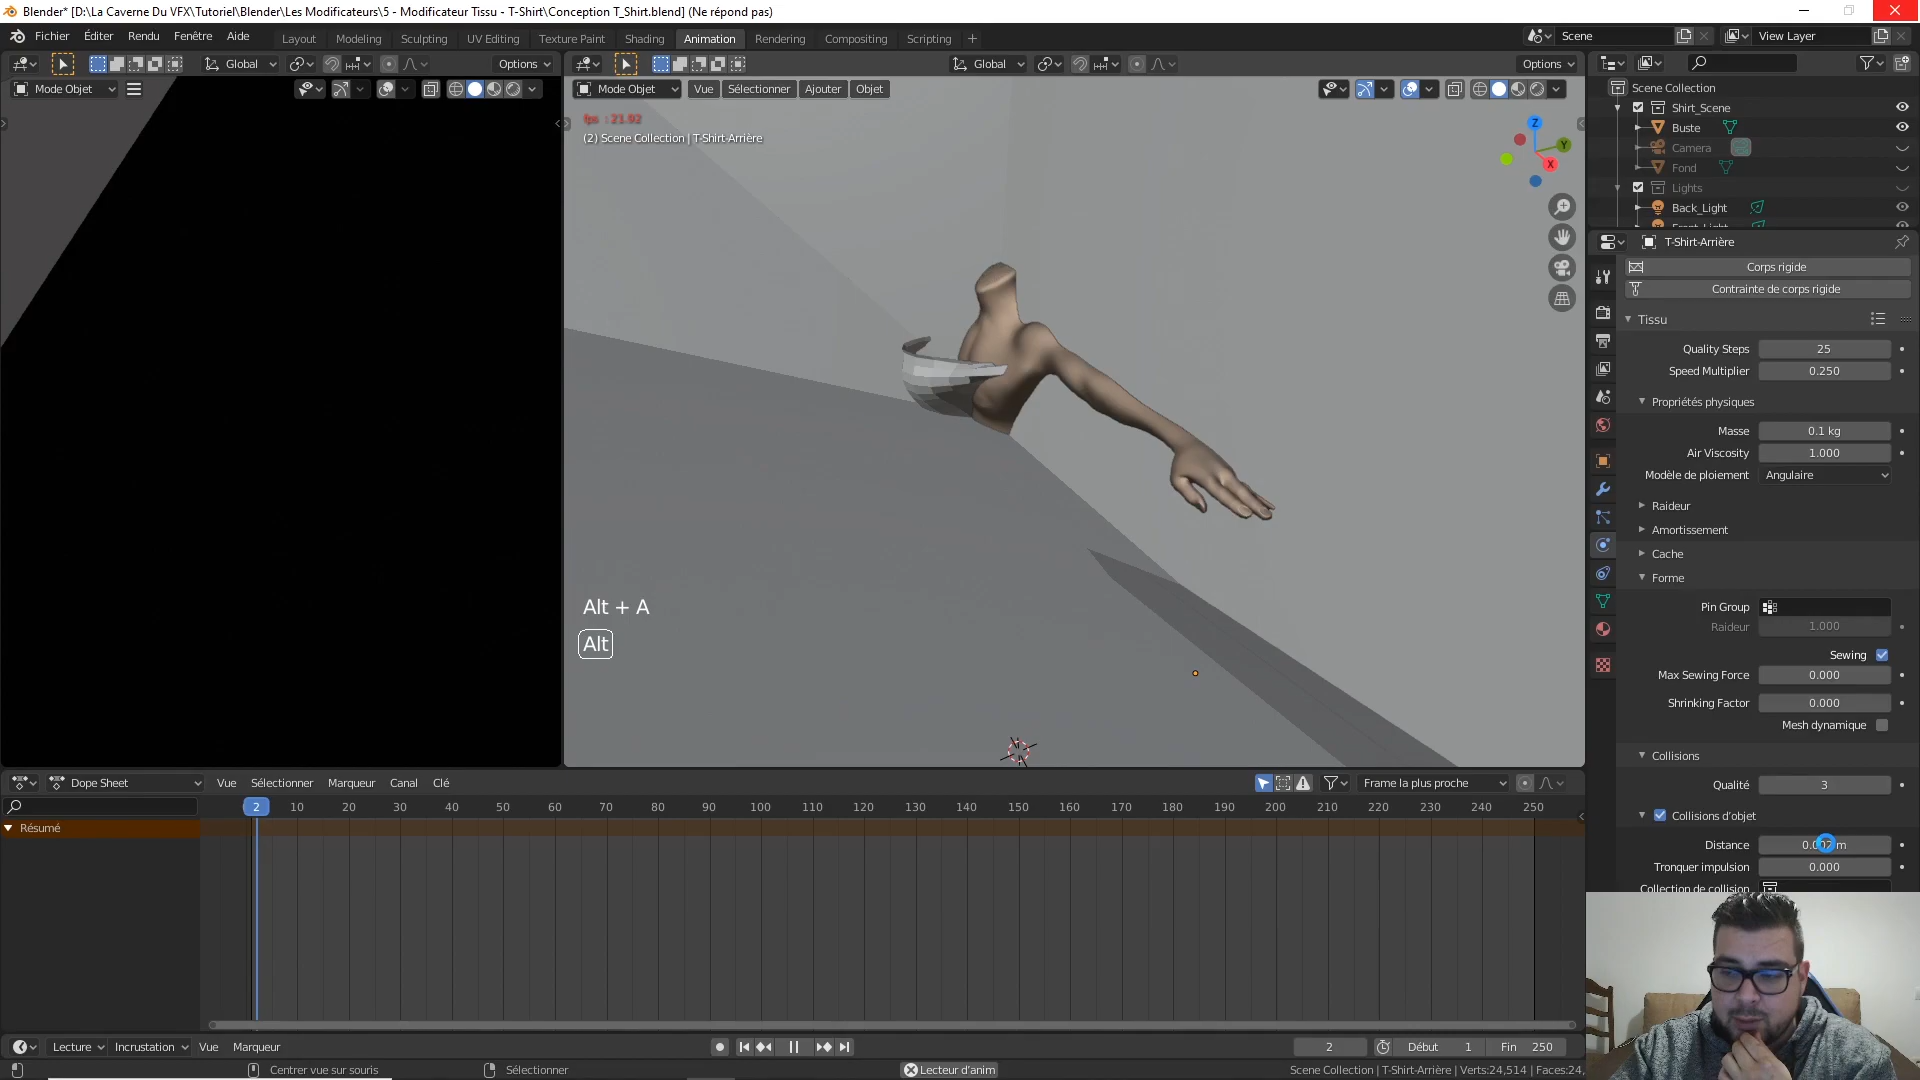 Blender* [D:\La Caverne Du VFX\Tutoriel\Blender\Les Modificateurs\5 - Modificateur Tissu - T-Shirt\Conception T_Shirt.blend] (Ne répond pas)
Fichier Éditer Rendu Fenêtre Aide Layout Modeling Sculpting UV Editing Texture Paint Shading Animation Rendering Compositing Scripting + Scene View Layer
Global Options Global Options
Mode Objet Mode Objet Vue Sélectionner Ajouter Objet
Scene Collection
Shirt_Scene
Buste
Camera
Fond
Lights
Back_Light
fps : 21.92
(2) Scene Collection | T-Shirt-Arrière
Z
Y
X
Alt + A
Alt
T-Shirt-Arrière
Corps rigide
Contrainte de corps rigide
Tissu
Quality Steps 25
Speed Multiplier 0.250
Propriétés physiques
Masse 0.1 kg
Air Viscosity 1.000
Modèle de ploiement Angulaire
Raideur
Amortissement
Cache
Forme
Pin Group
Raideur 1.000
Sewing
Max Sewing Force 0.000
Shrinking Factor 0.000
Mesh dynamique
Collisions
Qualité 3
Collisions d'objet
Distance
Tronquer impulsion 0.000
Collection de collision
Dope Sheet Vue Sélectionner Marqueur Canal Clé Frame la plus proche
2 10 20 30 40 50 60 70 80 90 100 110 120 130 140 150 160 170 180 190 200 210 220 230 240 250
Résumé
Lecture Incrustation Vue Marqueur 2 Début 1 Fin 250
Centrer vue sur souris Sélectionner Lecteur d'anim Scene Collection | T-Shirt-Arrière | Verts:24,514 | Faces:24,